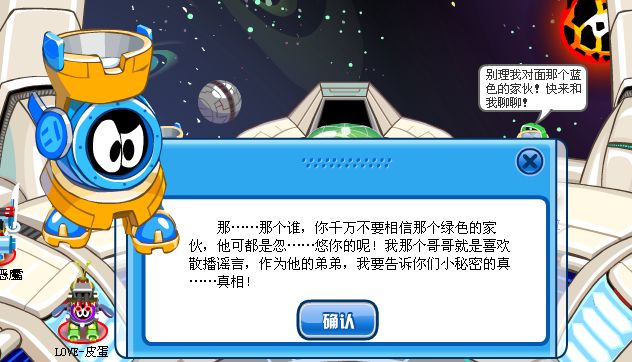 别理我对面那个蓝
色的家伙！快来和
我聊聊！
那……那个谁，你千万不要相信那个绿色的家
伙，他可都是忽……悠你的呢！我那个哥哥就是喜欢
散播谣言，作为他的弟弟，我要告诉你们小秘密的真
……真相！
确认
恶魔
LOVE-皮蛋